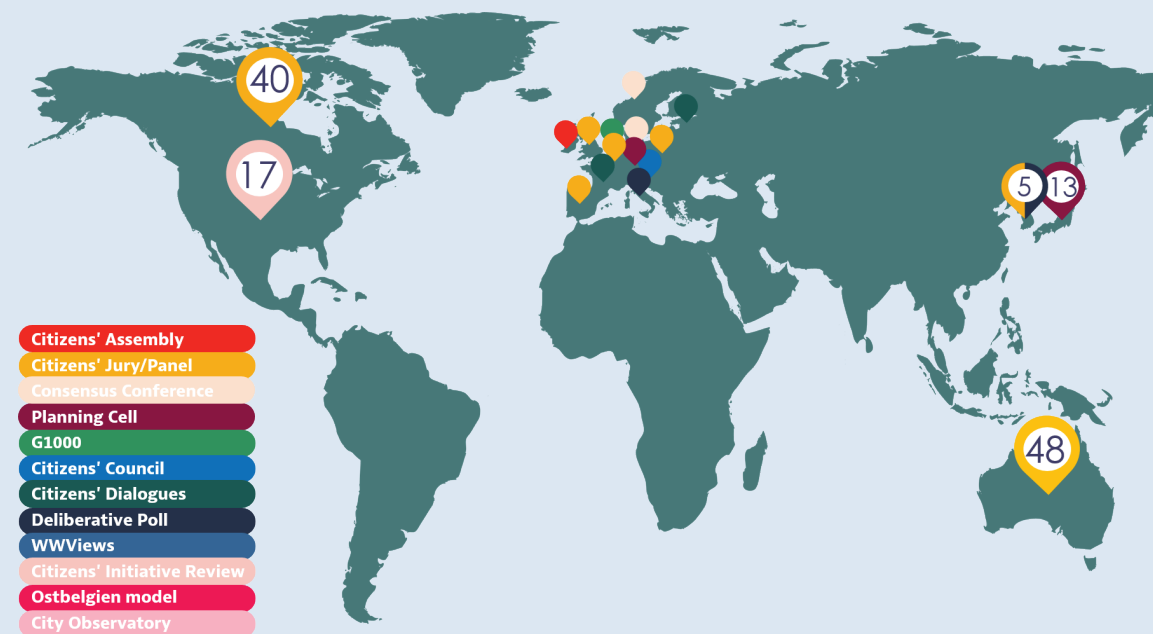 40
17
5
13
48
Citizens' Assembly
Citizens' Jury/Panel
Consensus Conference
Planning Cell
G1000
Citizens' Council
Citizens' Dialogues
Deliberative Poll
WWViews
Citizens' Initiative Review
Ostbelgien model
City Observatory